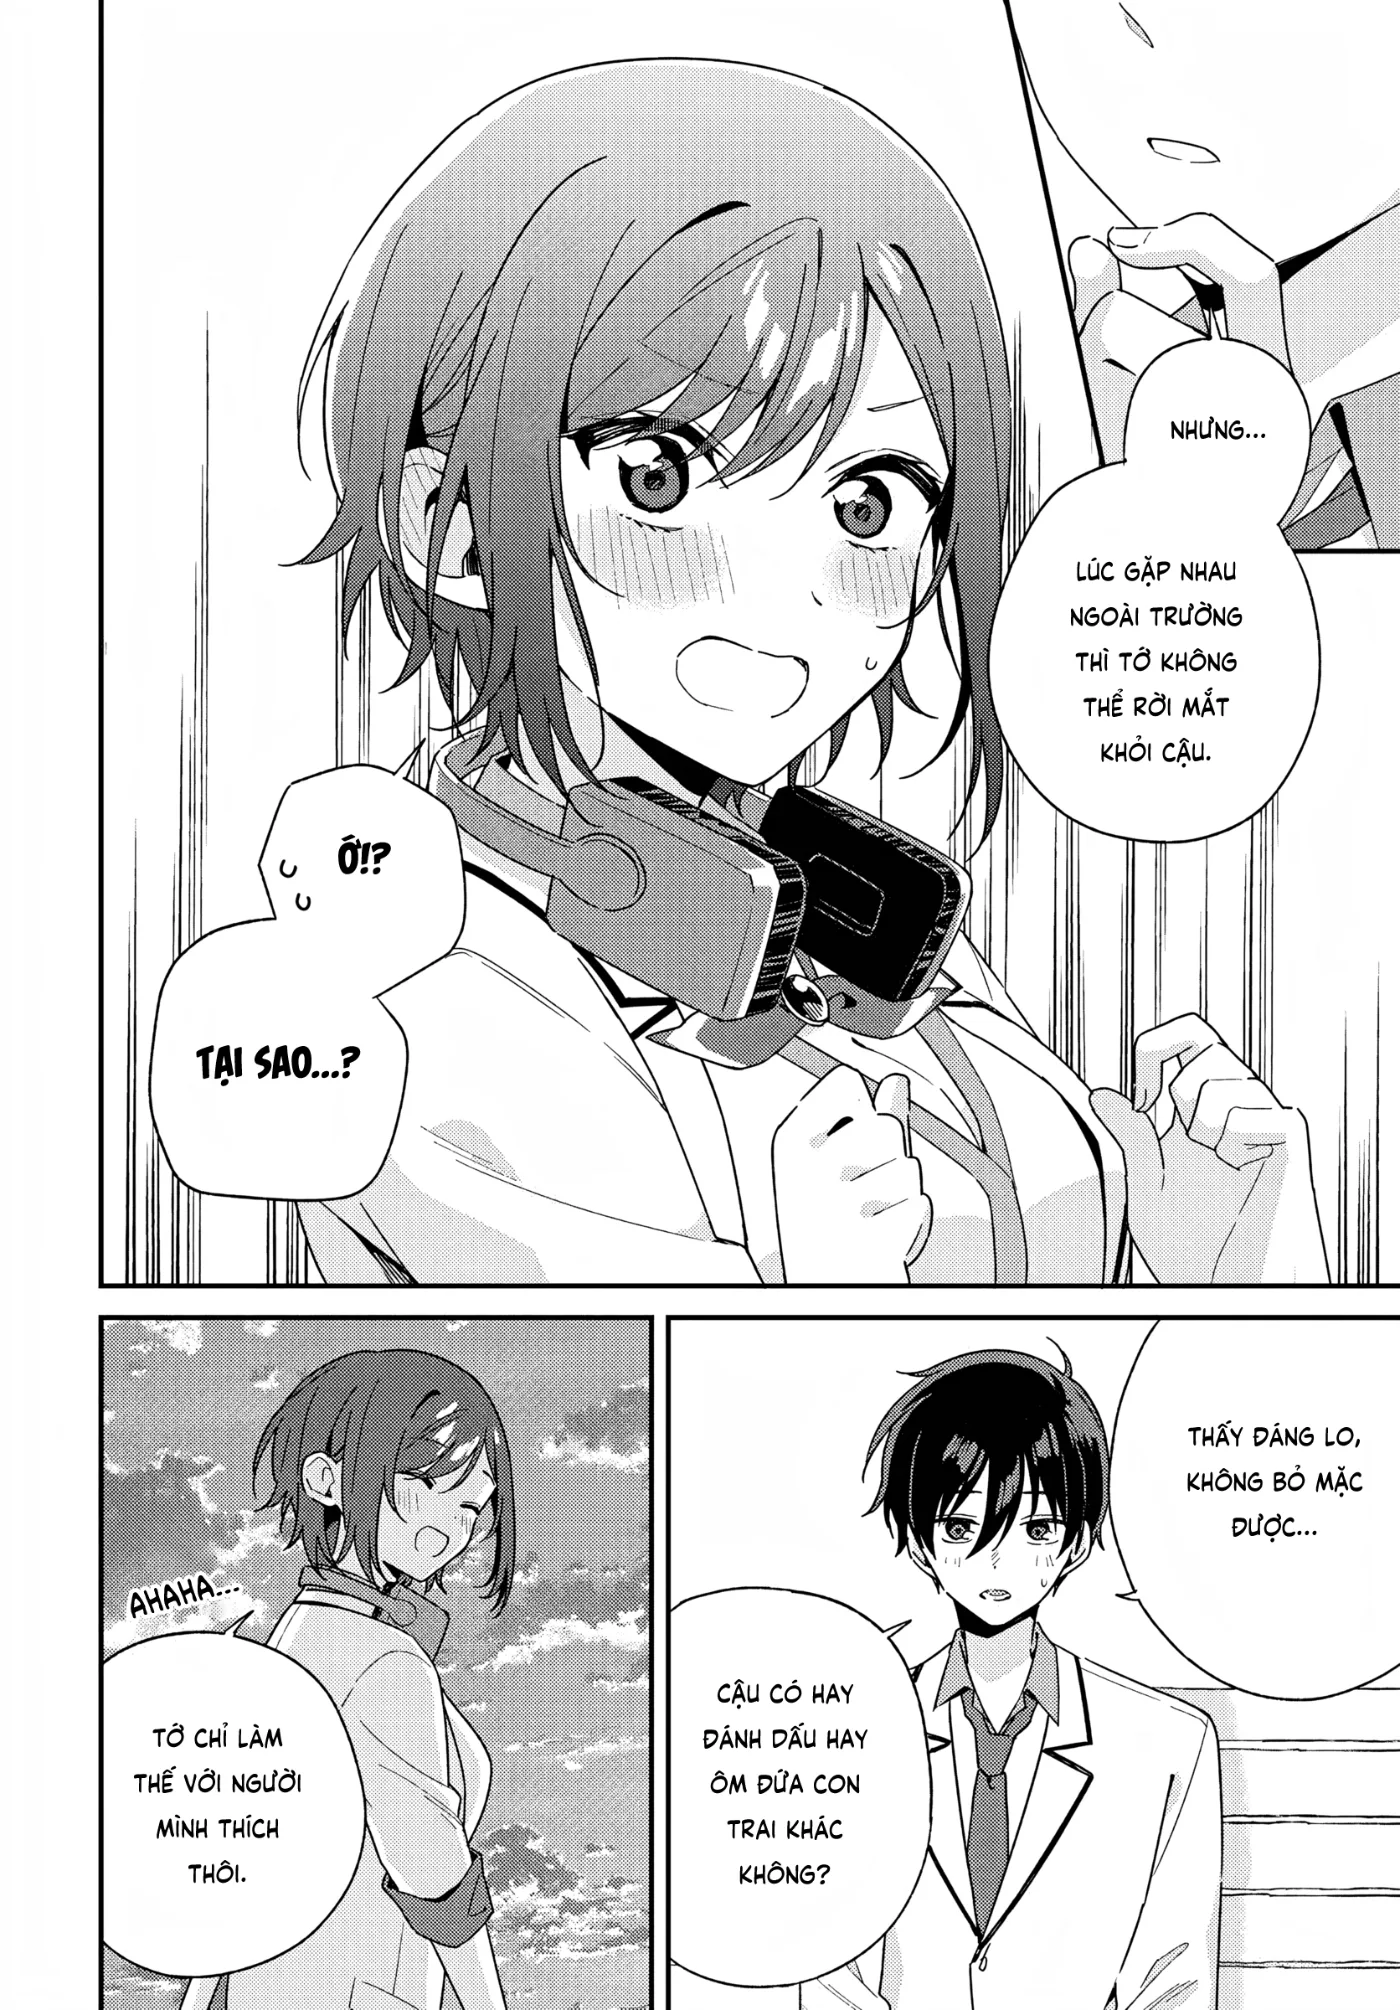 NHƯNG...
LÚC GẶP NHAU
NGOÀI TRƯỜNG
THÌ TỚ KHÔNG
THỂ RỜI MẮT
KHỎI CẬU.
Ớ!?
TẠI SAO...?
THẤY ĐÁNG LO,
KHÔNG BỎ MẶC
ĐƯỢC...
CẬU CÓ HAY
ĐÁNH DẤU HAY
ÔM ĐỨA CON
TRAI KHÁC
KHÔNG?
AHAHA...
TỚ CHỈ LÀM
THẾ VỚI NGƯỜI
MÌNH THÍCH
THÔI.